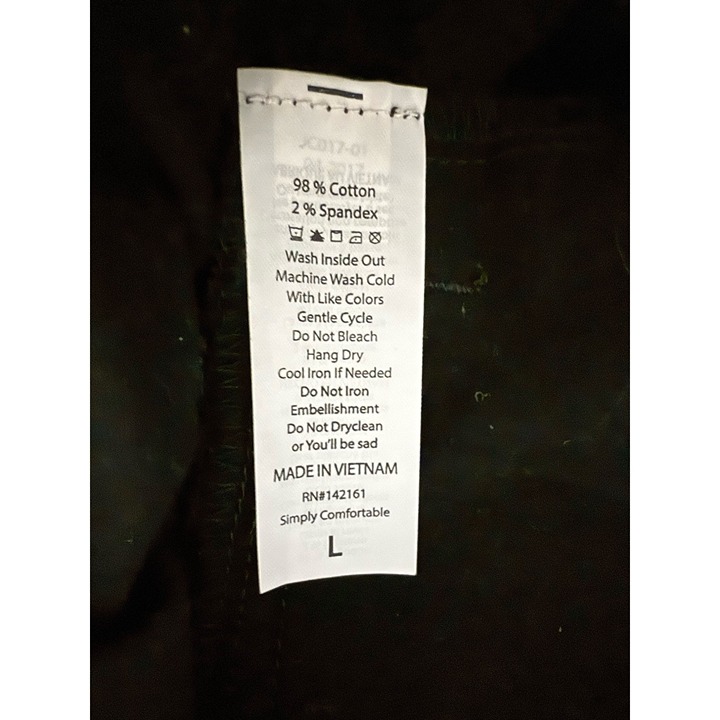 98 % Cotton
2 % Spandex
Wash Inside Out
Machine Wash Cold
With Like Colors
Gentle Cycle
Do Not Bleach
Hang Dry
Cool Iron If Needed
Do Not Iron
Embellishment
Do Not Dryclean
or You'll be sad
MADE IN VIETNAM
RN#142161
Simply Comfortable
L